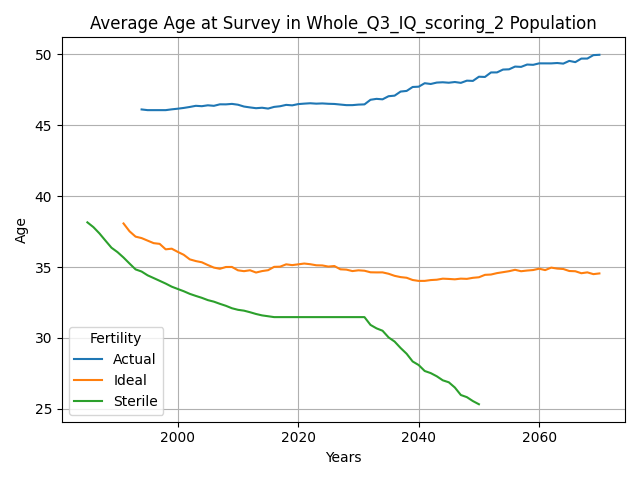 Average Age at Survey in Whole_Q3_IQ_scoring_2 Population
50
45
40
35
30
25
Age
Fertility
Actual
Ideal
Sterile
2000
2020
2040
2060
Years